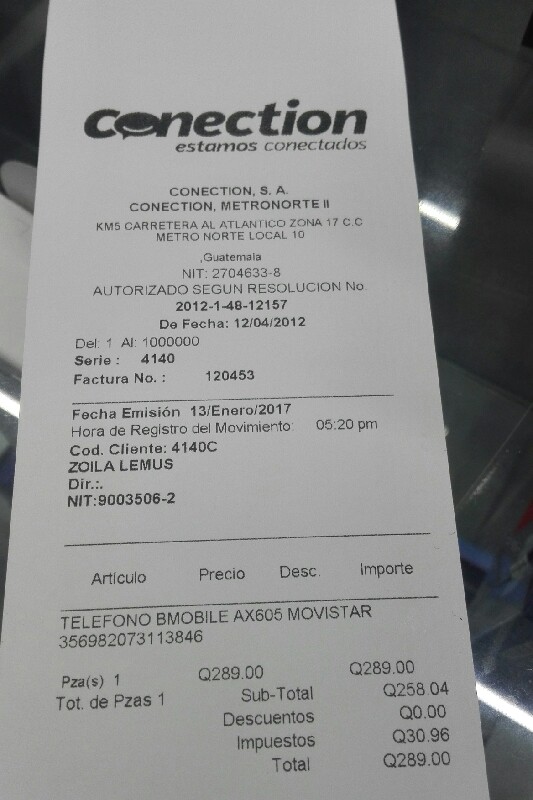 Conection
estamos conectados
CONECTION, S. A.
CONECTION, METRONORTE II
KM5 CARRETERA AL ATLANTICO ZONA 17 C.C
METRO NORTE LOCAL 10
,Guatemala
NIT: 2704633-8
AUTORIZADO SEGUN RESOLUCION No.
2012-1-48-12157
De Fecha: 12/04/2012
Del: 1 Al: 1000000
Serie : 4140
Factura No. : 120453
Fecha Emisión 13/Enero/2017
Hora de Registro del Movimiento: 05:20 pm
Cod. Cliente: 4140C
ZOILA LEMUS
Dir.:.
NIT:9003506-2
Artículo Precio Desc. Importe
TELEFONO BMOBILE AX605 MOVISTAR
356982073113846
Pza(s) 1 Q289.00 Q289.00
Tot. de Pzas 1 Sub-Total Q258.04
Descuentos Q0.00
Impuestos Q30.96
Total Q289.00